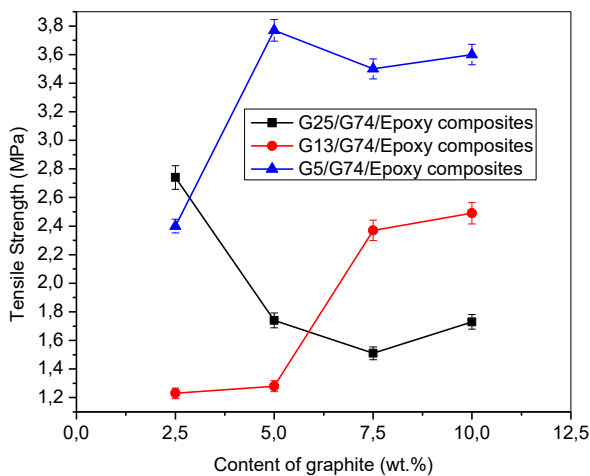 3,8
3,6
3,4
3,2
3,0
2,8
2,6
2,4
2,2
2,0
1,8
1,6
1,4
1,2
Tensile Strength (MPa)
G25/G74/Epoxy composites
G13/G74/Epoxy composites
G5/G74/Epoxy composites
0,0 2,5 5,0 7,5 10,0 12,5
Content of graphite (wt.%)